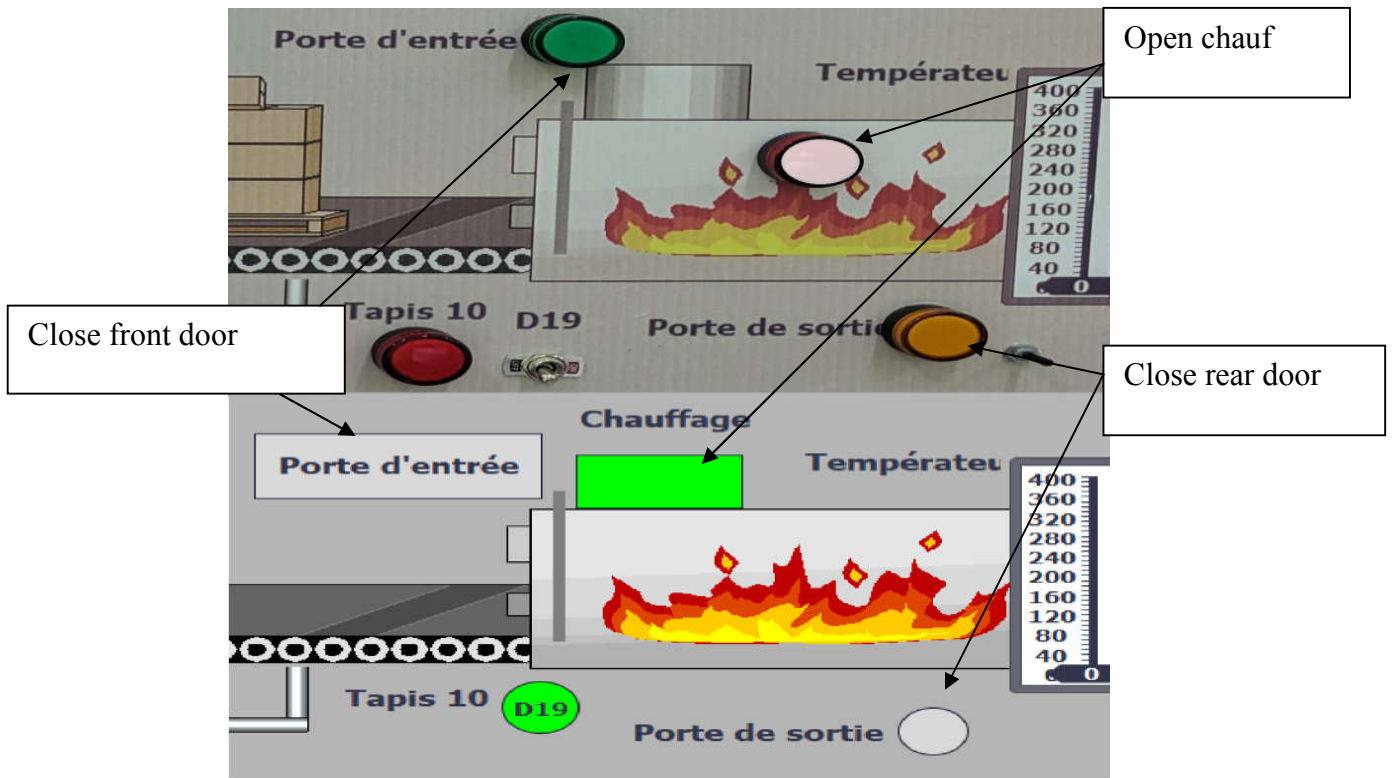 Porte d'entrée
Open chauf
Températeu
400
360
320
280
240
200
160
120
80
40
0
Tapis 10
D19
Porte de sortie
Close front door
Close rear door
Chauffage
Porte d'entrée
Températeu
400
360
320
280
240
200
160
120
80
40
0
Tapis 10
D19
Porte de sortie